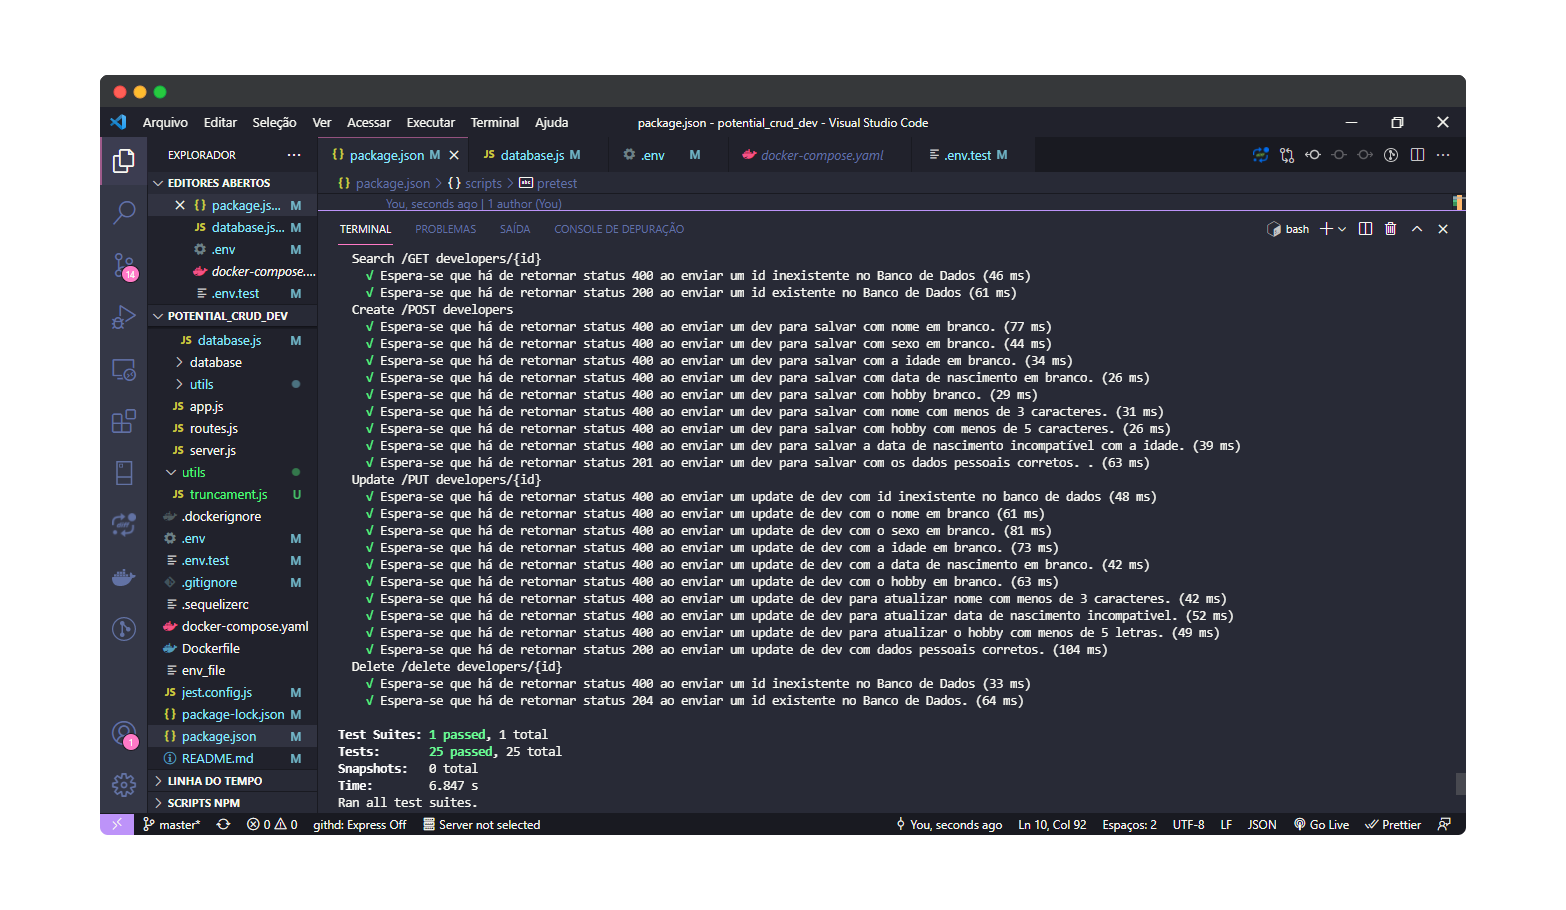 Arquivo Editar Seleção Ver Acessar Executar Terminal Ajuda package.json - potential_crud_dev - Visual Studio Code
EXPLORADOR
EDITORES ABERTOS
package.js... M
database.js... M
.env M
docker-compose....
.env.test M
POTENTIAL_CRUD_DEV
database.js M
database
utils
app.js
routes.js
server.js
utils
truncament.js U
.dockerignore
.env M
.env.test M
.gitignore M
.sequelizerc
docker-compose.yaml
Dockerfile
env_file
jest.config.js M
package-lock.json M
package.json M
README.md M
LINHA DO TEMPO
SCRIPTS NPM
14
1
package.json M database.js M .env M docker-compose.yaml .env.test M
package.json > {} scripts > abc pretest
You, seconds ago | 1 author (You)
TERMINAL PROBLEMAS SAÍDA CONSOLE DE DEPURAÇÃO bash
Search /GET developers/{id}
√ Espera-se que há de retornar status 400 ao enviar um id inexistente no Banco de Dados (46 ms)
√ Espera-se que há de retornar status 200 ao enviar um id existente no Banco de Dados (61 ms)
Create /POST developers
√ Espera-se que há de retornar status 400 ao enviar um dev para salvar com nome em branco. (77 ms)
√ Espera-se que há de retornar status 400 ao enviar um dev para salvar com sexo em branco. (44 ms)
√ Espera-se que há de retornar status 400 ao enviar um dev para salvar com a idade em branco. (34 ms)
√ Espera-se que há de retornar status 400 ao enviar um dev para salvar com data de nascimento em branco. (26 ms)
√ Espera-se que há de retornar status 400 ao enviar um dev para salvar com hobby branco. (29 ms)
√ Espera-se que há de retornar status 400 ao enviar um dev para salvar com nome com menos de 3 caracteres. (31 ms)
√ Espera-se que há de retornar status 400 ao enviar um dev para salvar com hobby com menos de 5 caracteres. (26 ms)
√ Espera-se que há de retornar status 400 ao enviar um dev para salvar a data de nascimento incompatível com a idade. (39 ms)
√ Espera-se que há de retornar status 201 ao enviar um dev para salvar com os dados pessoais corretos. . (63 ms)
Update /PUT developers/{id}
√ Espera-se que há de retornar status 400 ao enviar um update de dev com id inexistente no banco de dados (48 ms)
√ Espera-se que há de retornar status 400 ao enviar um update de dev com o nome em branco (61 ms)
√ Espera-se que há de retornar status 400 ao enviar um update de dev com o sexo em branco. (81 ms)
√ Espera-se que há de retornar status 400 ao enviar um update de dev com a idade em branco. (73 ms)
√ Espera-se que há de retornar status 400 ao enviar um update de dev com a data de nascimento em branco. (42 ms)
√ Espera-se que há de retornar status 400 ao enviar um update de dev com o hobby em branco. (63 ms)
√ Espera-se que há de retornar status 400 ao enviar um update de dev para atualizar nome com menos de 3 caracteres. (42 ms)
√ Espera-se que há de retornar status 400 ao enviar um update de dev para atualizar data de nascimento incompativel. (52 ms)
√ Espera-se que há de retornar status 400 ao enviar um update de dev para atualizar o hobby com menos de 5 letras. (49 ms)
√ Espera-se que há de retornar status 200 ao enviar um update de dev com dados pessoais corretos. (104 ms)
Delete /delete developers/{id}
√ Espera-se que há de retornar status 400 ao enviar um id inexistente no Banco de Dados (33 ms)
√ Espera-se que há de retornar status 204 ao enviar um id existente no Banco de Dados. (64 ms)
Test Suites: 1 passed, 1 total
Tests: 25 passed, 25 total
Snapshots: 0 total
Time: 6.847 s
Ran all test suites.
master* 0 0 githd: Express Off Server not selected You, seconds ago Ln 10, Col 92 Espaços: 2 UTF-8 LF JSON Go Live Prettier